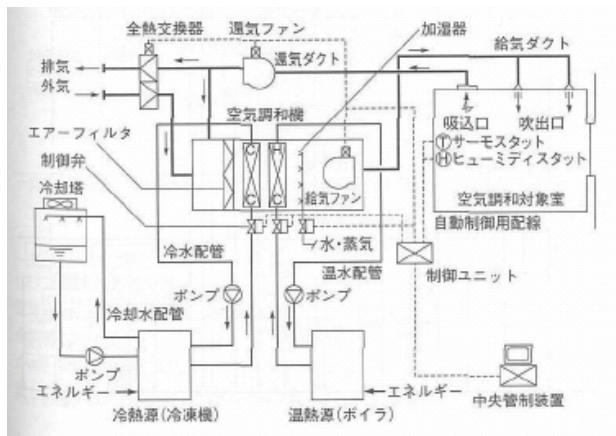 全熱交換器
還気ファン
加湿器
排気
還気ダクト
給気ダクト
外気
空気調和機
吸込口
吹出口
エアーフィルタ
Ⓣサーモスタット
制御弁
Ⓗヒューミディスタット
冷却塔
C
H
給気ファン
空気調和対象室
C
H
自動制御用配線
水・蒸気
冷水配管
温水配管
制御ユニット
ポンプ
ポンプ
冷却水配管
ポンプ
エネルギー
エネルギー
中央管制装置
冷熱源(冷凍機)
温熱源(ボイラ)